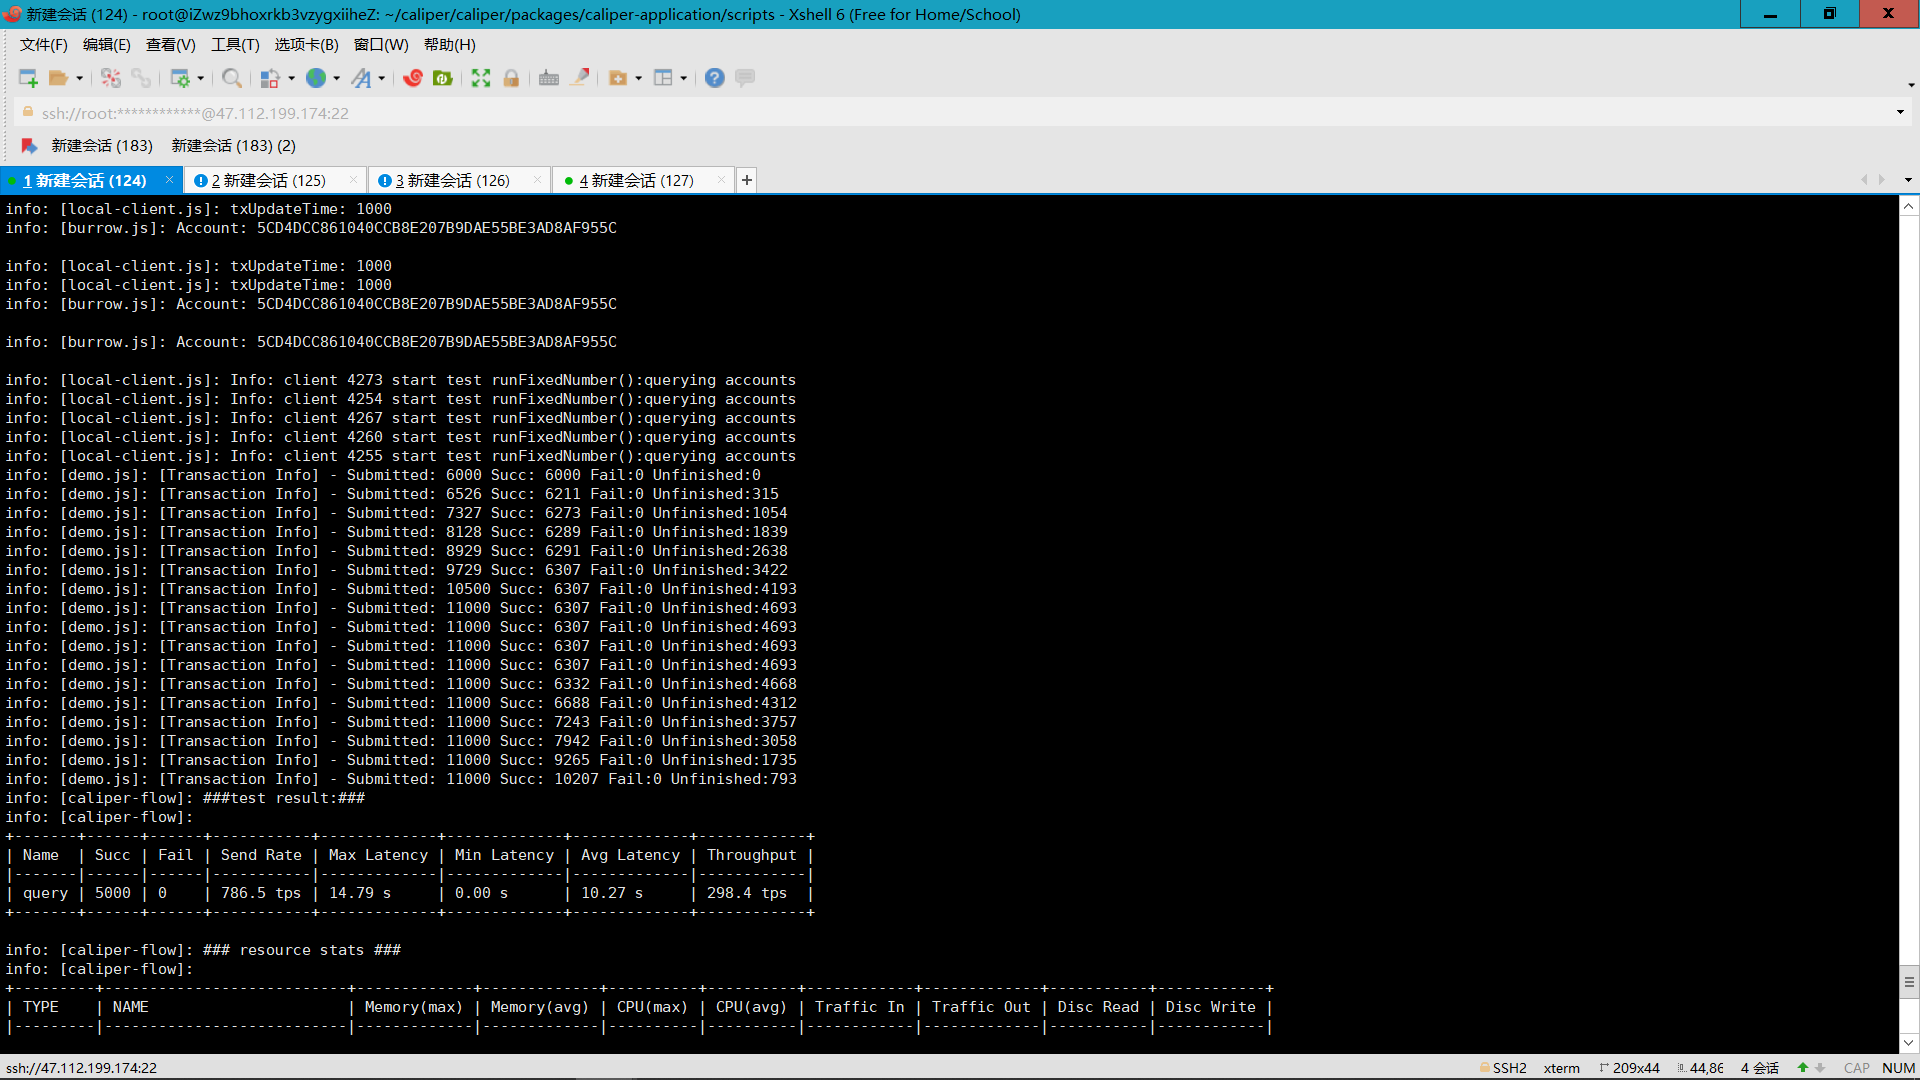 新建会话 (124) - root@iZwz9bhoxrkb3vzygxiiheZ: ~/caliper/caliper/packages/caliper-application/scripts - Xshell 6 (Free for Home/School)
文件(F) 编辑(E) 查看(V) 工具(T) 选项卡(B) 窗口(W) 帮助(H)
ssh://root:************@47.112.199.174:22
新建会话 (183) 新建会话 (183) (2)
1 新建会话 (124) × 2 新建会话 (125) × 3 新建会话 (126) × 4 新建会话 (127) × +
info: [local-client.js]: txUpdateTime: 1000
info: [burrow.js]: Account: 5CD4DCC861040CCB8E207B9DAE55BE3AD8AF955C
info: [local-client.js]: txUpdateTime: 1000
info: [local-client.js]: txUpdateTime: 1000
info: [burrow.js]: Account: 5CD4DCC861040CCB8E207B9DAE55BE3AD8AF955C
info: [burrow.js]: Account: 5CD4DCC861040CCB8E207B9DAE55BE3AD8AF955C
info: [local-client.js]: Info: client 4273 start test runFixedNumber():querying accounts
info: [local-client.js]: Info: client 4254 start test runFixedNumber():querying accounts
info: [local-client.js]: Info: client 4267 start test runFixedNumber():querying accounts
info: [local-client.js]: Info: client 4260 start test runFixedNumber():querying accounts
info: [local-client.js]: Info: client 4255 start test runFixedNumber():querying accounts
info: [demo.js]: [Transaction Info] - Submitted: 6000 Succ: 6000 Fail:0 Unfinished:0
info: [demo.js]: [Transaction Info] - Submitted: 6526 Succ: 6211 Fail:0 Unfinished:315
info: [demo.js]: [Transaction Info] - Submitted: 7327 Succ: 6273 Fail:0 Unfinished:1054
info: [demo.js]: [Transaction Info] - Submitted: 8128 Succ: 6289 Fail:0 Unfinished:1839
info: [demo.js]: [Transaction Info] - Submitted: 8929 Succ: 6291 Fail:0 Unfinished:2638
info: [demo.js]: [Transaction Info] - Submitted: 9729 Succ: 6307 Fail:0 Unfinished:3422
info: [demo.js]: [Transaction Info] - Submitted: 10500 Succ: 6307 Fail:0 Unfinished:4193
info: [demo.js]: [Transaction Info] - Submitted: 11000 Succ: 6307 Fail:0 Unfinished:4693
info: [demo.js]: [Transaction Info] - Submitted: 11000 Succ: 6307 Fail:0 Unfinished:4693
info: [demo.js]: [Transaction Info] - Submitted: 11000 Succ: 6307 Fail:0 Unfinished:4693
info: [demo.js]: [Transaction Info] - Submitted: 11000 Succ: 6307 Fail:0 Unfinished:4693
info: [demo.js]: [Transaction Info] - Submitted: 11000 Succ: 6332 Fail:0 Unfinished:4668
info: [demo.js]: [Transaction Info] - Submitted: 11000 Succ: 6688 Fail:0 Unfinished:4312
info: [demo.js]: [Transaction Info] - Submitted: 11000 Succ: 7243 Fail:0 Unfinished:3757
info: [demo.js]: [Transaction Info] - Submitted: 11000 Succ: 7942 Fail:0 Unfinished:3058
info: [demo.js]: [Transaction Info] - Submitted: 11000 Succ: 9265 Fail:0 Unfinished:1735
info: [demo.js]: [Transaction Info] - Submitted: 11000 Succ: 10207 Fail:0 Unfinished:793
info: [caliper-flow]: ###test result:###
info: [caliper-flow]:
+-------+------+------+-----------+-------------+-------------+-------------+------------+
| Name  | Succ | Fail | Send Rate | Max Latency | Min Latency | Avg Latency | Throughput |
|-------|------|------|-----------|-------------|-------------|-------------|------------|
| query | 5000 | 0    | 786.5 tps | 14.79 s     | 0.00 s      | 10.27 s     | 298.4 tps  |
+-------+------+------+-----------+-------------+-------------+-------------+------------+
info: [caliper-flow]: ### resource stats ###
info: [caliper-flow]:
+---------+---------------------------+-------------+-------------+----------+----------+------------+-------------+-----------+------------+
| TYPE    | NAME                      | Memory(max) | Memory(avg) | CPU(max) | CPU(avg) | Traffic In | Traffic Out | Disc Read | Disc Write |
|---------|---------------------------|-------------|-------------|----------|----------|------------|-------------|-----------|------------|
ssh://47.112.199.174:22 SSH2 xterm 209x44 44,86 4 会话 CAP NUM